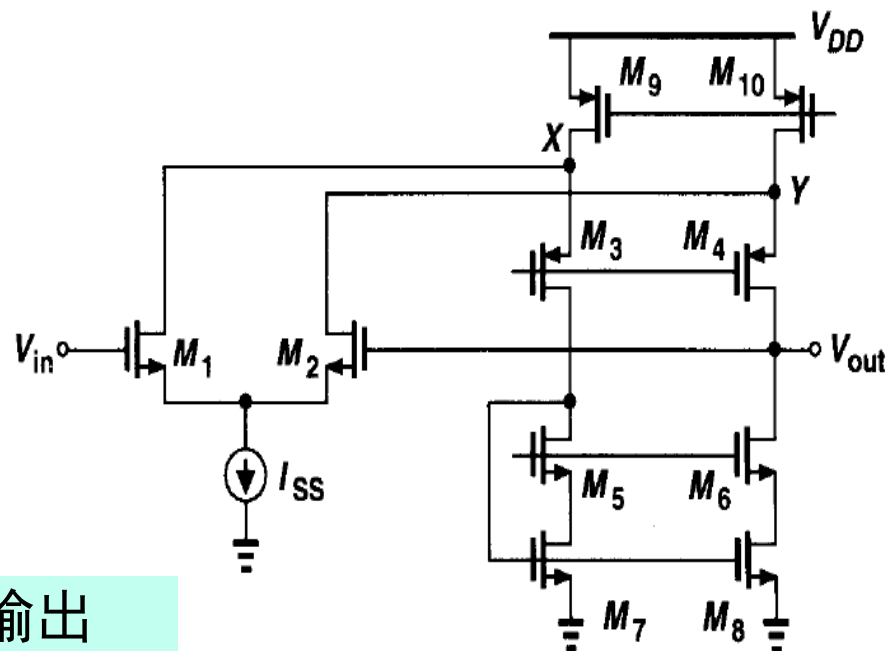 V_DD
M_9
M_10
X
Y
M_3
M_4
V_in
M_1
M_2
V_out
I_SS
M_5
M_6
M_7
M_8
输出